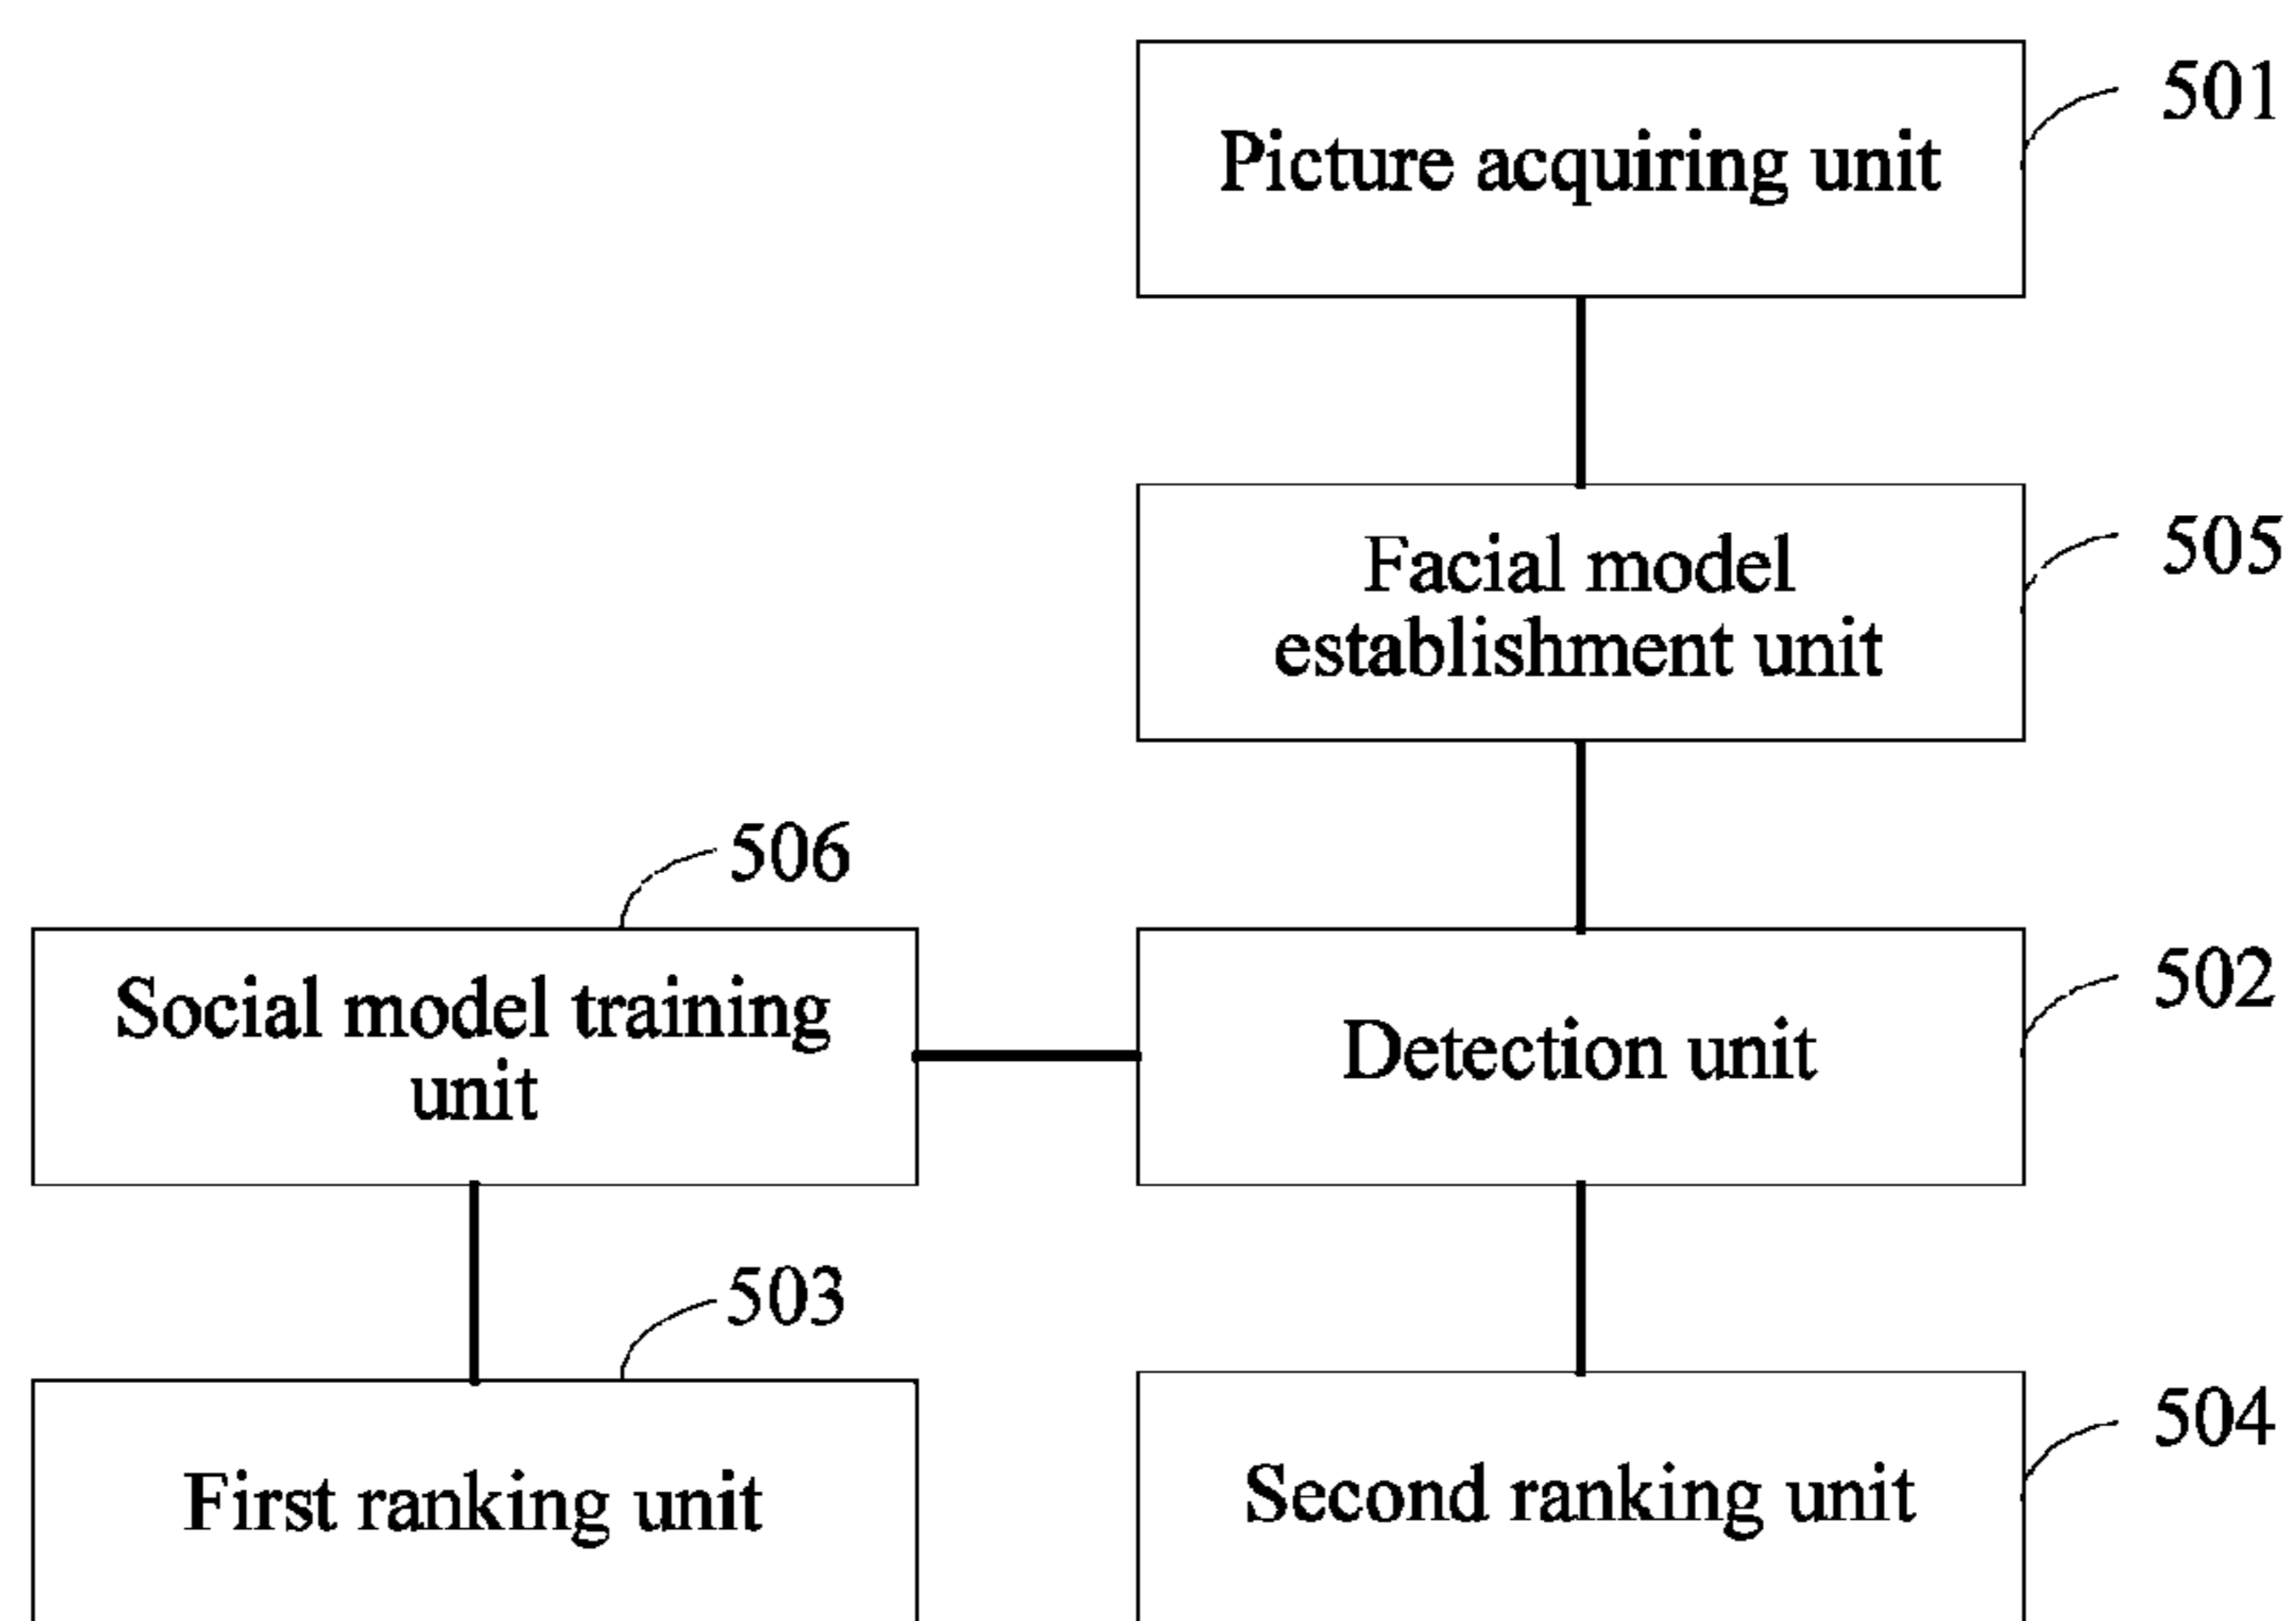 Picture acquiring unit
501
Facial model
establishment unit
505
506
Social model training
unit
Detection unit
502
503
First ranking unit
Second ranking unit
504